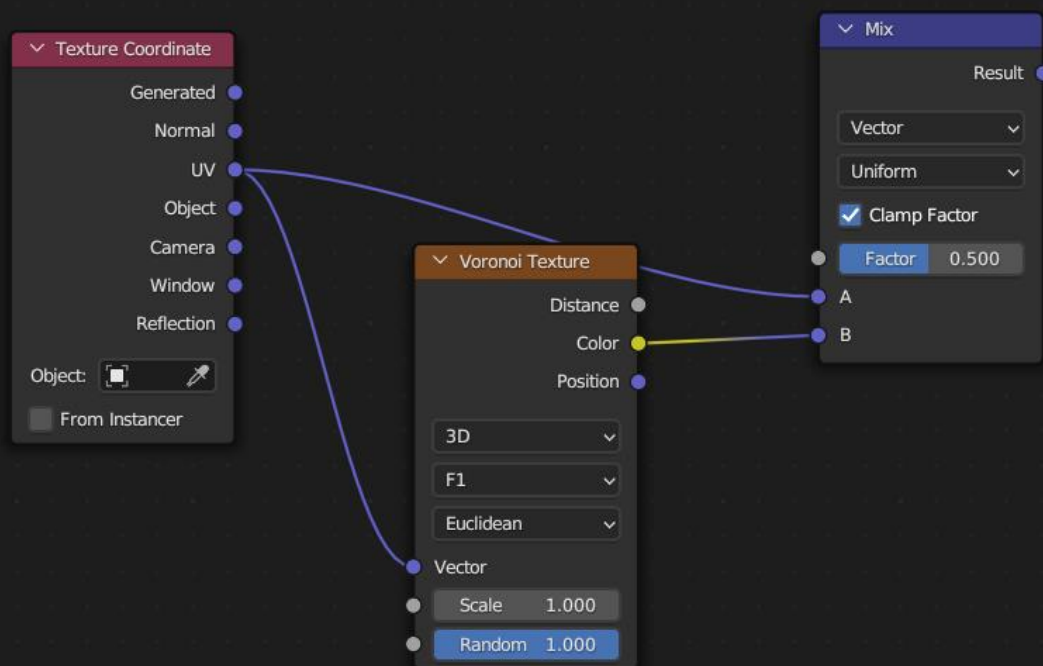 Texture Coordinate
Generated
Normal
UV
Object
Camera
Window
Reflection
Object:
From Instancer
Voronoi Texture
Distance
Color
Position
3D
F1
Euclidean
Vector
Scale 1.000
Random 1.000
Mix
Result
Vector
Uniform
Clamp Factor
Factor 0.500
A
B